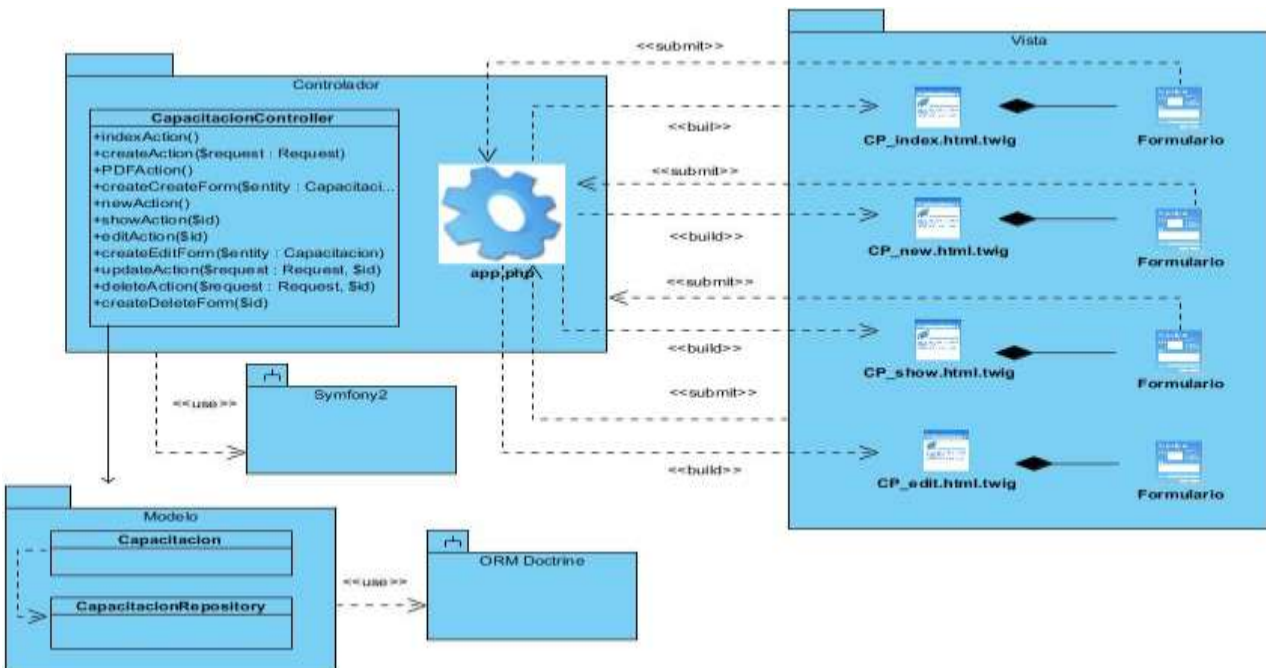 Controlador
CapacitacionController
+indexAction()
+createAction($request : Request)
+PDFAction()
+createCreateForm($entity : Capacitaci...
+newAction()
+showAction($id)
+editAction($id)
+createEditForm($entity : Capacitacion)
+updateAction($request : Request, $id)
+deleteAction($request : Request, $id)
+createDeleteForm($id)
app.php
<<submit>>
<<buil>>
<<submit>>
<<build>>
<<submit>>
<<build>>
<<submit>>
<<build>>
Vista
CP_index.html.twig
Formulario
CP_new.html.twig
Formulario
CP_show.html.twig
Formulario
CP_edit.html.twig
Formulario
<<use>>
Symfony2
Modelo
Capacitacion
CapacitacionRepository
<<use>>
ORM Doctrine